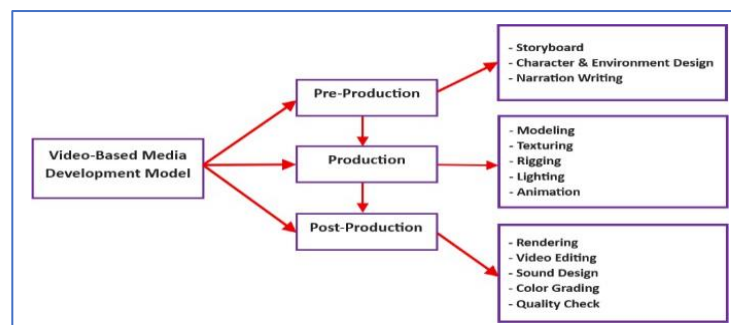 Video-Based Media
Development Model
Pre-Production
Production
Post-Production
- Storyboard
- Character & Environment Design
- Narration Writing
- Modeling
- Texturing
- Rigging
- Lighting
- Animation
- Rendering
- Video Editing
- Sound Design
- Color Grading
- Quality Check